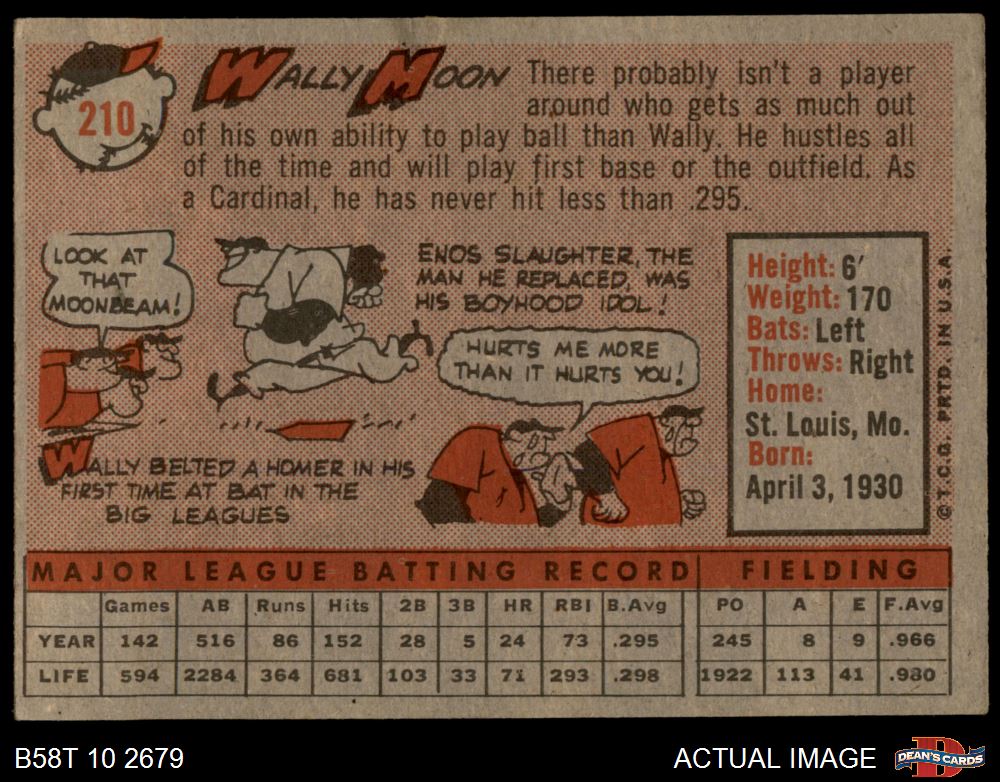 210
WALLY MOON There probably isn't a player
around who gets as much out
of his own ability to play ball than Wally. He hustles all
of the time and will play first base or the outfield. As
a Cardinal, he has never hit less than .295.
LOOK AT
THAT
MOONBEAM!
ENOS SLAUGHTER, THE
MAN HE REPLACED, WAS
HIS BOYHOOD IDOL!
HURTS ME MORE
THAN IT HURTS YOU!
WALLY BELTED A HOMER IN HIS
FIRST TIME AT BAT IN THE
BIG LEAGUES
Height: 6'
Weight: 170
Bats: Left
Throws: Right
Home:
St. Louis, Mo.
Born:
April 3, 1930
© T.C.G. PRTD. IN U.S.A.
MAJOR LEAGUE BATTING RECORD FIELDING
Games AB Runs Hits 2B 3B HR RBI B.Avg PO A E F.Avg
YEAR 142 516 86 152 28 5 24 73 .295 245 8 9 .966
LIFE 594 2284 364 681 103 33 71 293 .298 1922 113 41 .980
B58T 10 2679 ACTUAL IMAGE DEAN'S CARDS